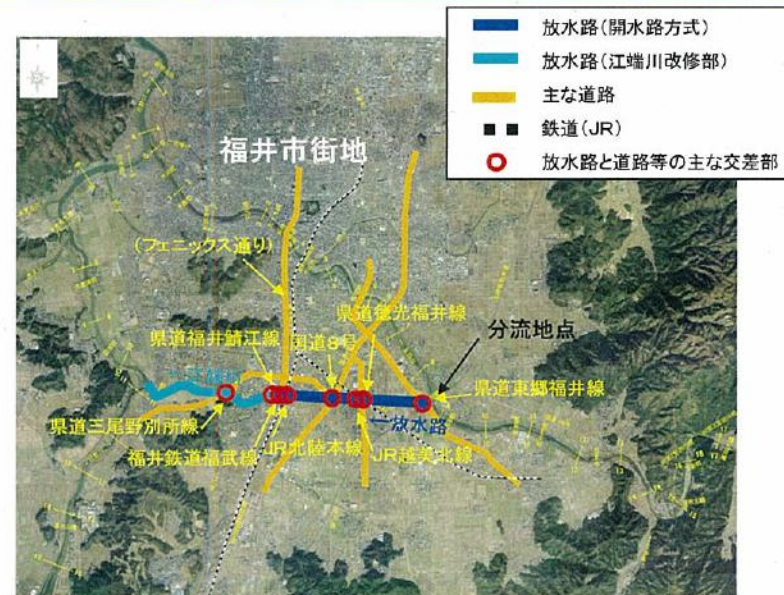 放水路(開水路方式)
放水路(江端川改修部)
主な道路
鉄道(JR)
放水路と道路等の主な交差部
福井市街地
(フェニックス通り)
県道徳光福井線
県道福井鯖江線
国道8号
分流地点
県道東郷福井線
県道三尾野別所線
放水路
福井鉄道福武線
JR北陸本線
JR越美北線